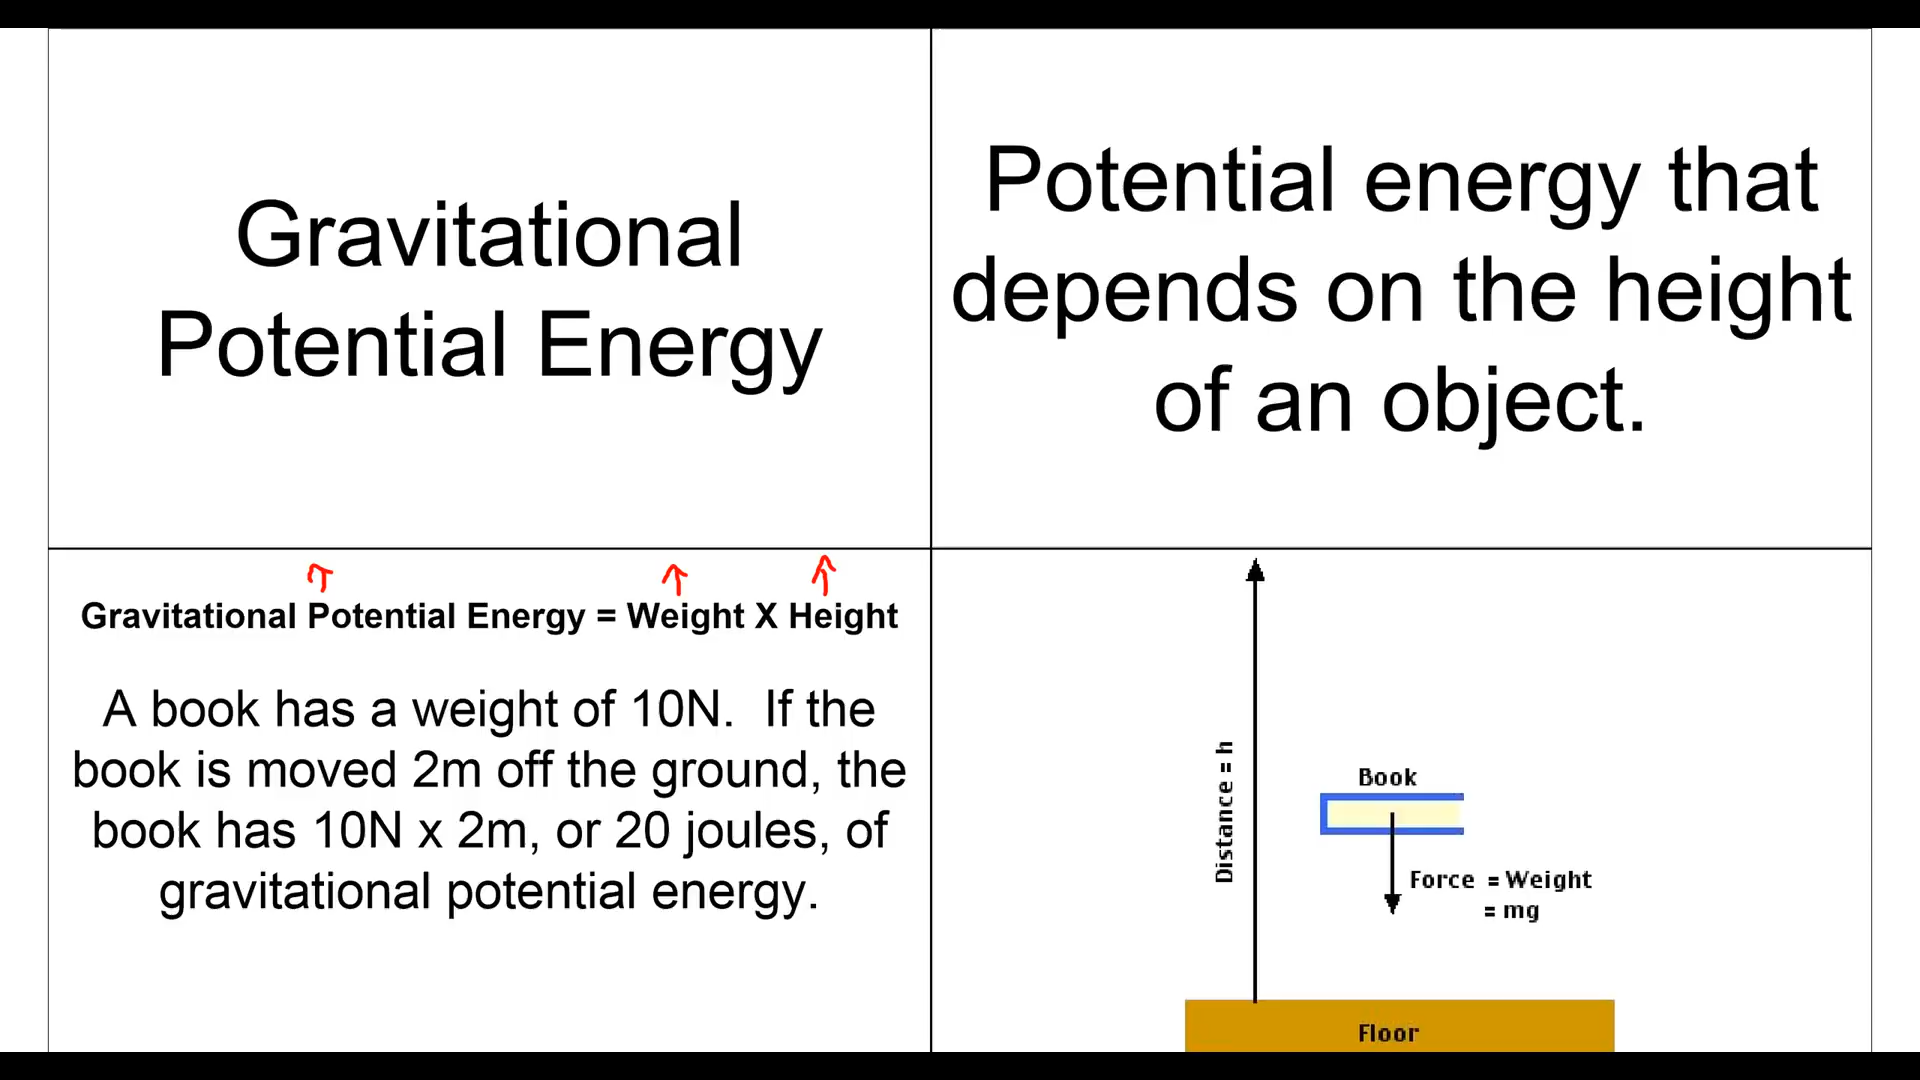 Gravitational
Potential Energy
Potential energy that
depends on the height
of an object.
Gravitational Potential Energy = Weight X Height
A book has a weight of 10N.  If the
book is moved 2m off the ground, the
book has 10N x 2m, or 20 joules, of
gravitational potential energy.
Distance = h
Book
Force = Weight
= mg
Floor